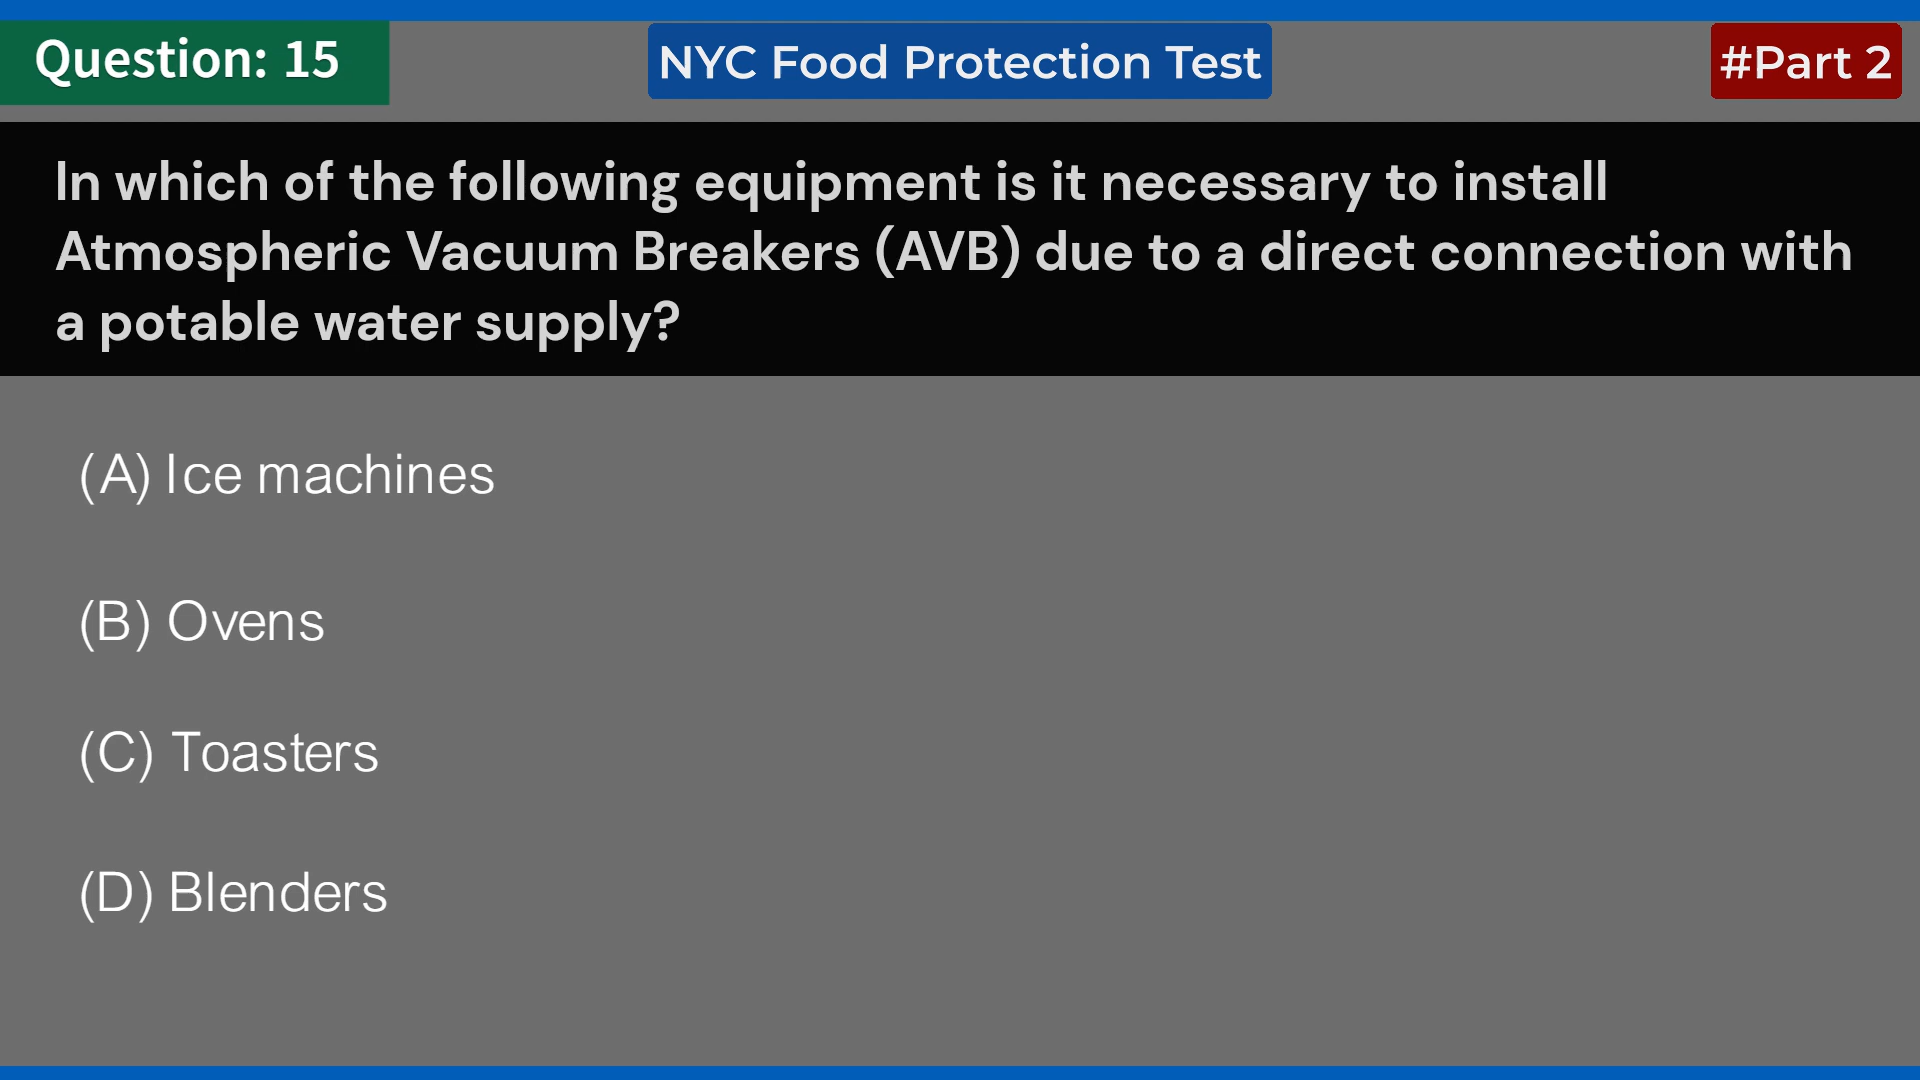 Question: 15
NYC Food Protection Test
#Part 2
In which of the following equipment is it necessary to install
Atmospheric Vacuum Breakers (AVB) due to a direct connection with
a potable water supply?
(A) Ice machines
(B) Ovens
(C) Toasters
(D) Blenders